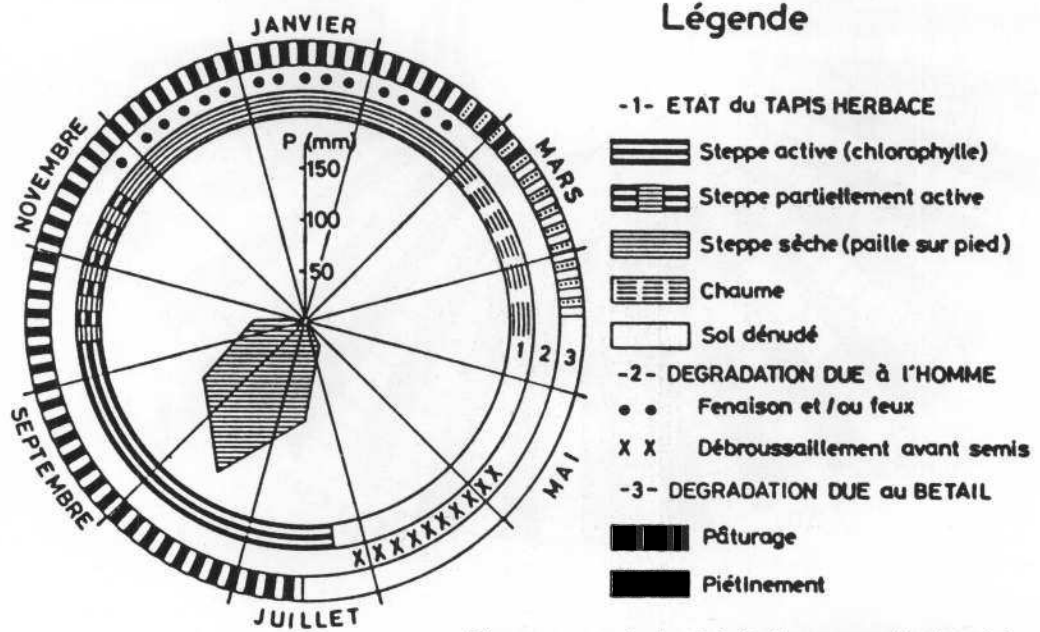 Légende
JANVIER
MARS
MAI
JUILLET
SEPTEMBRE
NOVEMBRE
P (mm)
150
100
50
1 2 3
-1- ETAT du TAPIS HERBACE
Steppe active (chlorophylle)
Steppe partiettement active
Steppe sèche (paille sur pied)
Chaume
Sol dénudé
-2- DEGRADATION DUE à l'HOMME
Fenaison et/ou feux
X X Débroussaillement avant semis
-3- DEGRADATION DUE au BETAIL
Pâturage
Piétinement